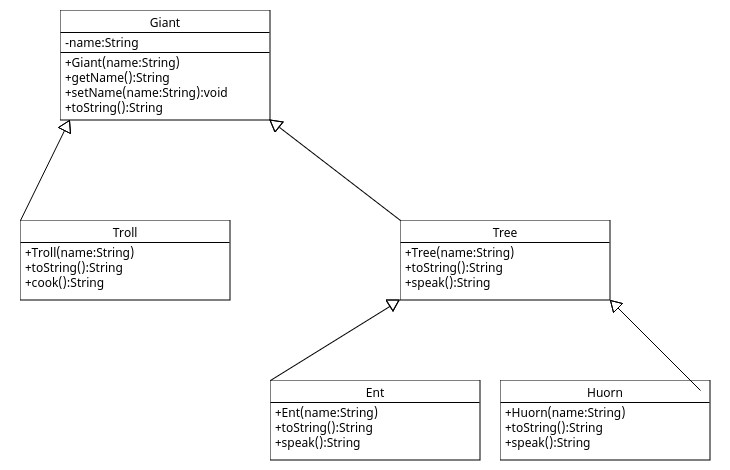 Giant
-name:String
+Giant(name:String)
+getName():String
+setName(name:String):void
+toString():String
Troll
+Troll(name:String)
+toString():String
+cook():String
Tree
+Tree(name:String)
+toString():String
+speak():String
Ent
+Ent(name:String)
+toString():String
+speak():String
Huorn
+Huorn(name:String)
+toString():String
+speak():String